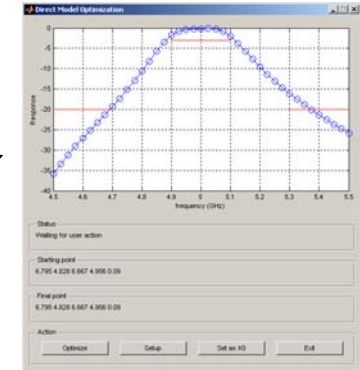 Direct Model Optimization
0
-5
-10
-15
-20
-25
-30
-35
-40
Response
4.5 4.6 4.7 4.8 4.9 5 5.1 5.2 5.3 5.4 5.5
frequency (GHz)
Status
Waiting for user action
Starting point
6.795 4.828 6.667 4.956 0.09
Final point
6.795 4.828 6.667 4.956 0.09
Action
Optimize Setup Set as X0 Exit